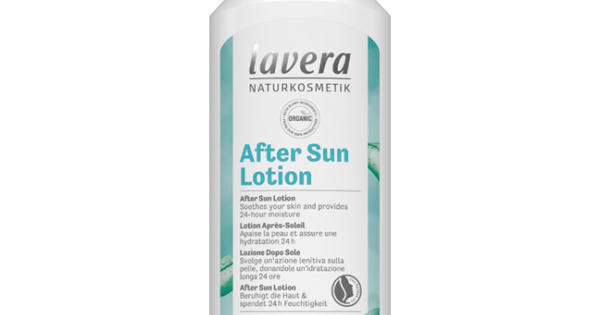 lavera
NATURKOSMETIK
ORGANIC
After Sun
Lotion
After Sun Lotion
Soothes your skin and provides
24-hour moisture
Lotion Après-Soleil
Apaise la peau et assure une
hydratation 24 h
Lozione Dopo Sole
Svolge un'azione lenitiva sulla
pelle, donandole un'idratazione
lunga 24 ore
After Sun Lotion
Beruhigt die Haut &
spendet 24 h Feuchtigkeit